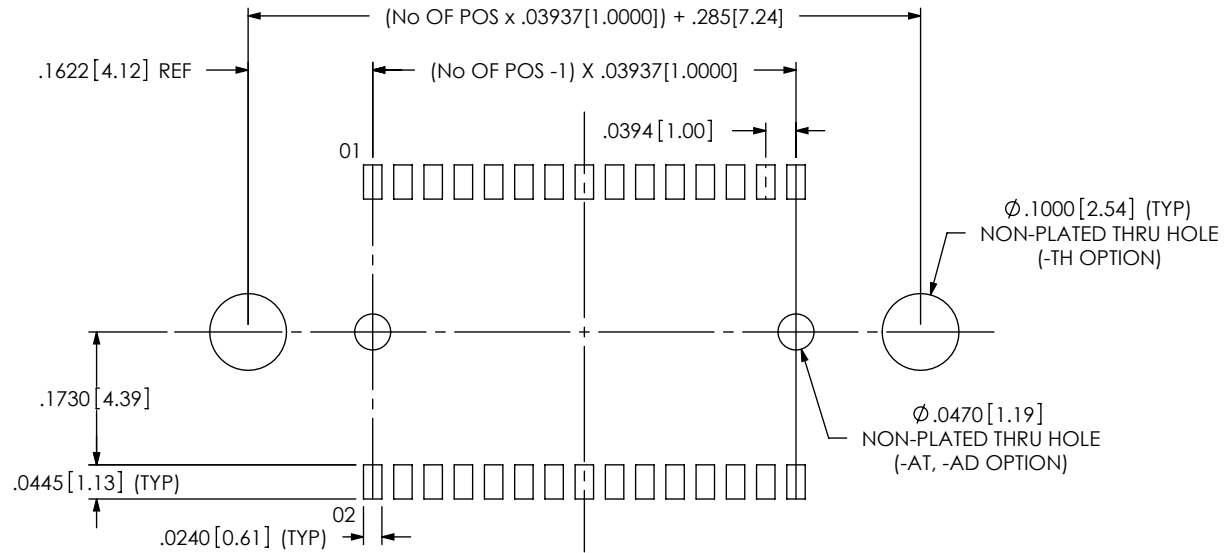 (No OF POS x .03937[1.0000]) + .285[7.24]
.1622[4.12] REF
(No OF POS -1) X .03937[1.0000]
.0394[1.00]
01
Ø.1000[2.54] (TYP)
NON-PLATED THRU HOLE
(-TH OPTION)
.1730[4.39]
Ø.0470[1.19]
NON-PLATED THRU HOLE
(-AT, -AD OPTION)
.0445[1.13] (TYP)
02
.0240[0.61] (TYP)